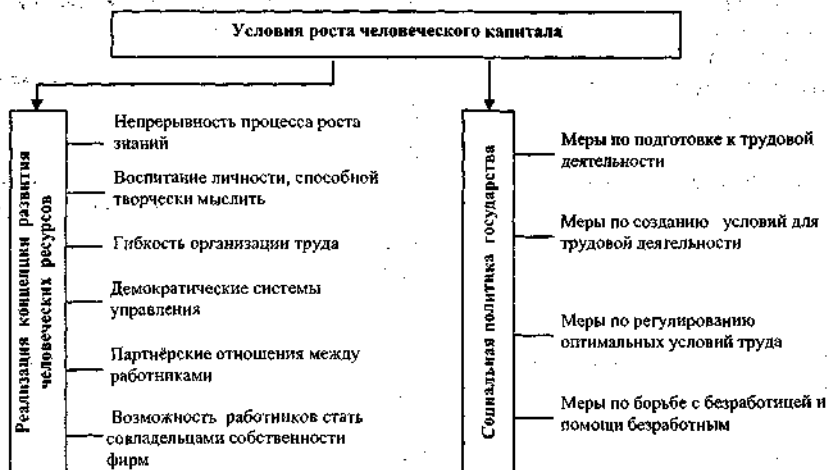 Условия роста человеческого капитала
Реализация концепции развития
человеческих ресурсов
Непрерывность процесса роста
знаний
Воспитание личности, способной
творчески мыслить
Гибкость организации труда
Демократические системы
управления
Партнёрские отношения между
работниками
Возможность работников стать
совладельцами собственности
фирм
Социальная политика государства
Меры по подготовке к трудовой
деятельности
Меры по созданию условий для
трудовой деятельности
Меры по регулированию
оптимальных условий труда
Меры по борьбе с безработицей и
помощи безработным